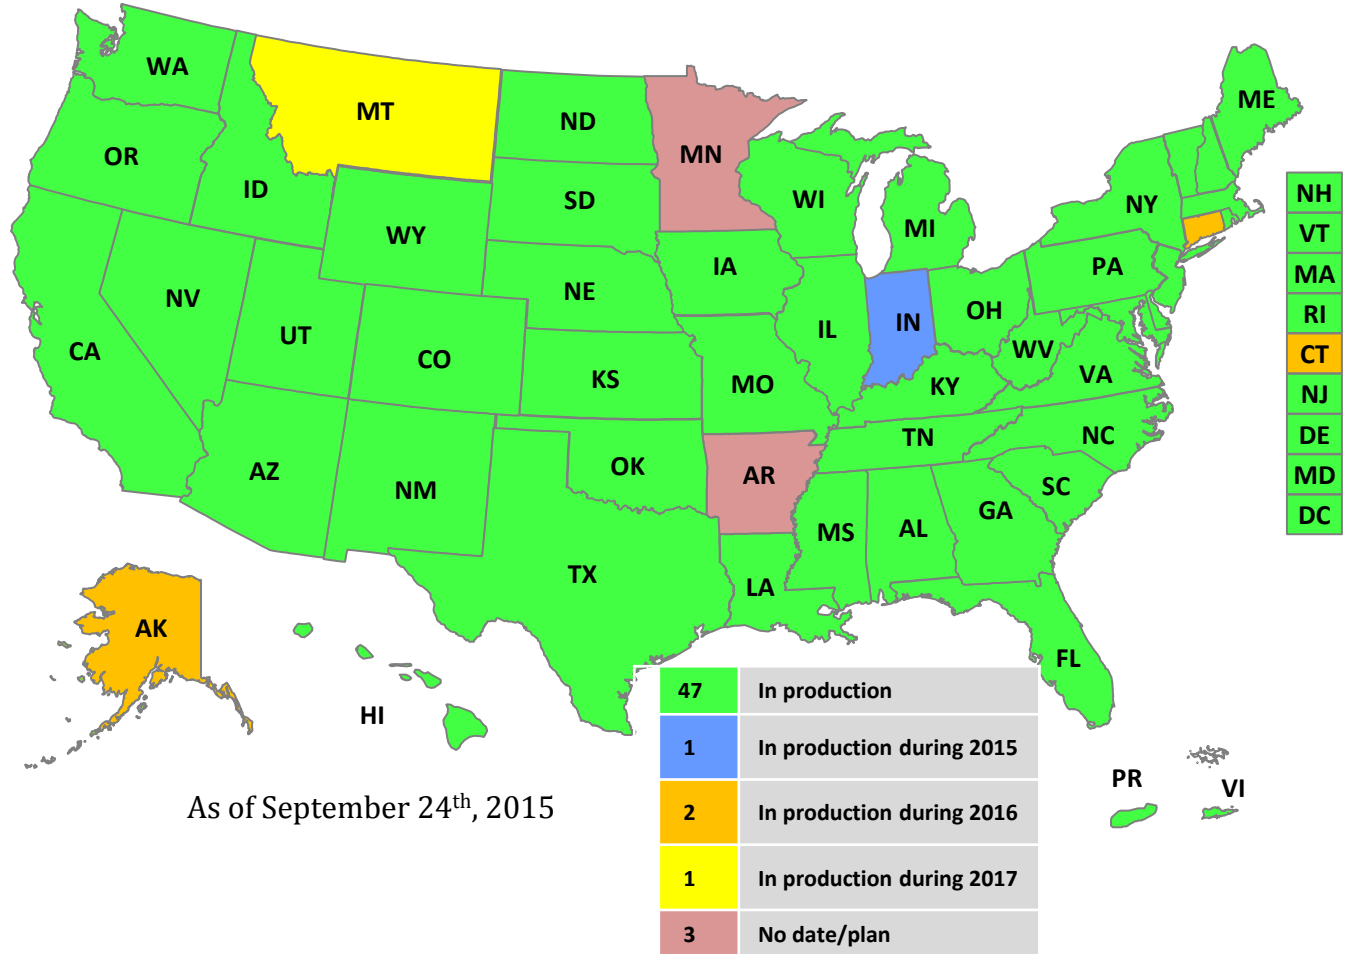 WA
MT
ND
MN
ME
OR
ID
SD
WI
MI
NY
WY
IA
PA
NE
NV
UT
IL
IN
OH
CA
CO
KS
MO
WV
KY
VA
TN
NC
AZ
NM
OK
AR
SC
MS
AL
GA
TX
LA
FL
AK
HI
PR
VI
NH
VT
MA
RI
CT
NJ
DE
MD
DC
As of September 24th, 2015
47 In production
1 In production during 2015
2 In production during 2016
1 In production during 2017
3 No date/plan